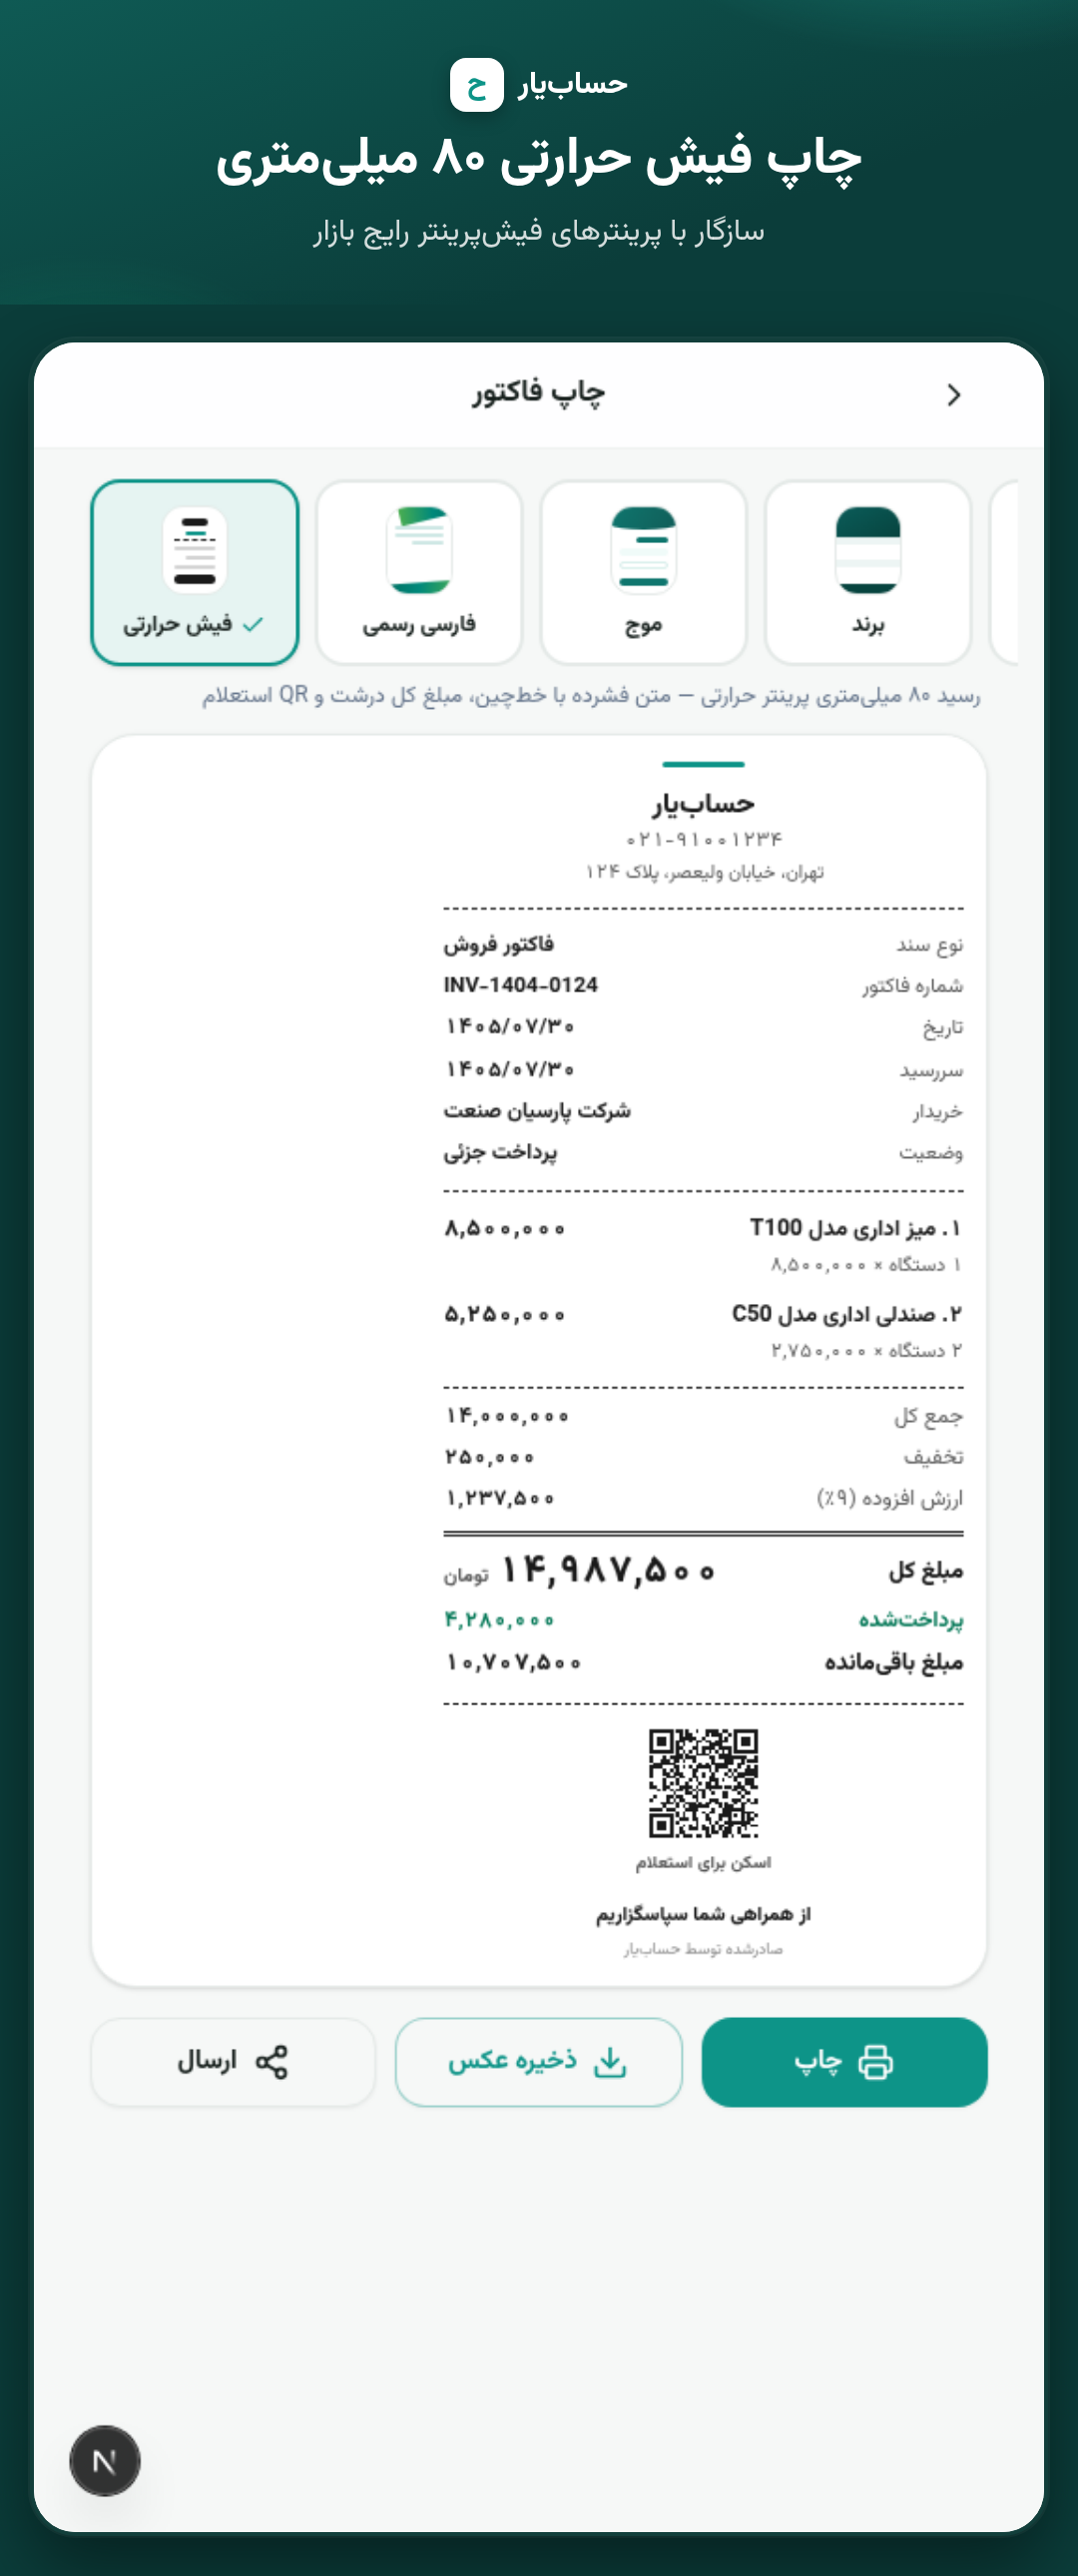 حساب‌یار
ح
چاپ فیش حرارتی ۸۰ میلی‌متری
سازگار با پرینترهای فیش‌پرینتر رایج بازار
چاپ فاکتور
برند
موج
فارسی رسمی
فیش حرارتی
رسید ۸۰ میلی‌متری پرینتر حرارتی — متن فشرده با خط‌چین، مبلغ کل درشت و QR استعلام
حساب‌یار
۰۲۱-۹۱۰۰۱۲۳۴
تهران، خیابان ولیعصر، پلاک ۱۲۴
نوع سند فاکتور فروش
شماره فاکتور INV-1404-0124
تاریخ ۱۴۰۵/۰۷/۳۰
سررسید ۱۴۰۵/۰۷/۳۰
خریدار شرکت پارسیان صنعت
وضعیت پرداخت جزئی
۱. میز اداری مدل T100 ۸,۵۰۰,۰۰۰
۱ دستگاه × ۸,۵۰۰,۰۰۰
۲. صندلی اداری مدل C50 ۵,۲۵۰,۰۰۰
۲ دستگاه × ۲,۷۵۰,۰۰۰
جمع کل ۱۴,۰۰۰,۰۰۰
تخفیف ۲۵۰,۰۰۰
ارزش افزوده (۹٪) ۱,۲۳۷,۵۰۰
مبلغ کل ۱۴,۹۸۷,۵۰۰ تومان
پرداخت‌شده ۴,۲۸۰,۰۰۰
مبلغ باقی‌مانده ۱۰,۷۰۷,۵۰۰
اسکن برای استعلام
از همراهی شما سپاسگزاریم
صادرشده توسط حساب‌یار
چاپ
ذخیره عکس
ارسال
N